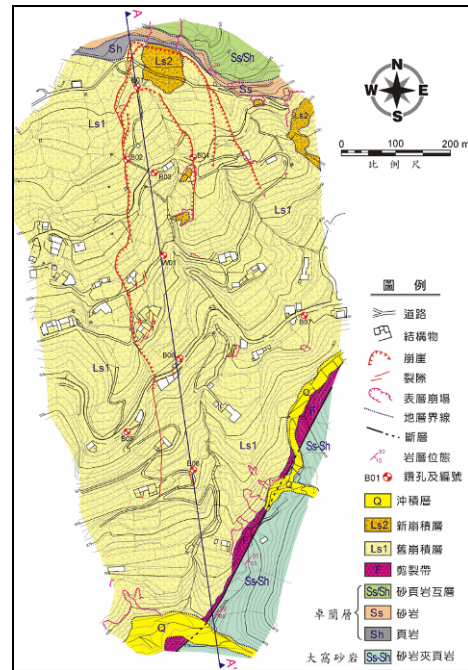 A
Sh
Ls2
Ss/Sh
Ss
Ls1
Ls2
B01
B02
B03
B04
Ls1
W01
B07
Ls1
B05
Ls1
B06
F
Ss-Sh
Q
F
Ss-Sh
Q
A'
N
W E
S
0 100 200 m
比 例 尺
圖 例
道路
結構物
崩崖
裂隙
表層崩塌
地層界線
斷層
岩層位態
B01 鑽孔及編號
Q 沖積層
Ls2 新崩積層
Ls1 舊崩積層
F 剪裂帶
卓蘭層
Ss/Sh 砂頁岩互層
Ss 砂岩
Sh 頁岩
大窩砂岩 Ss-Sh 砂岩夾頁岩